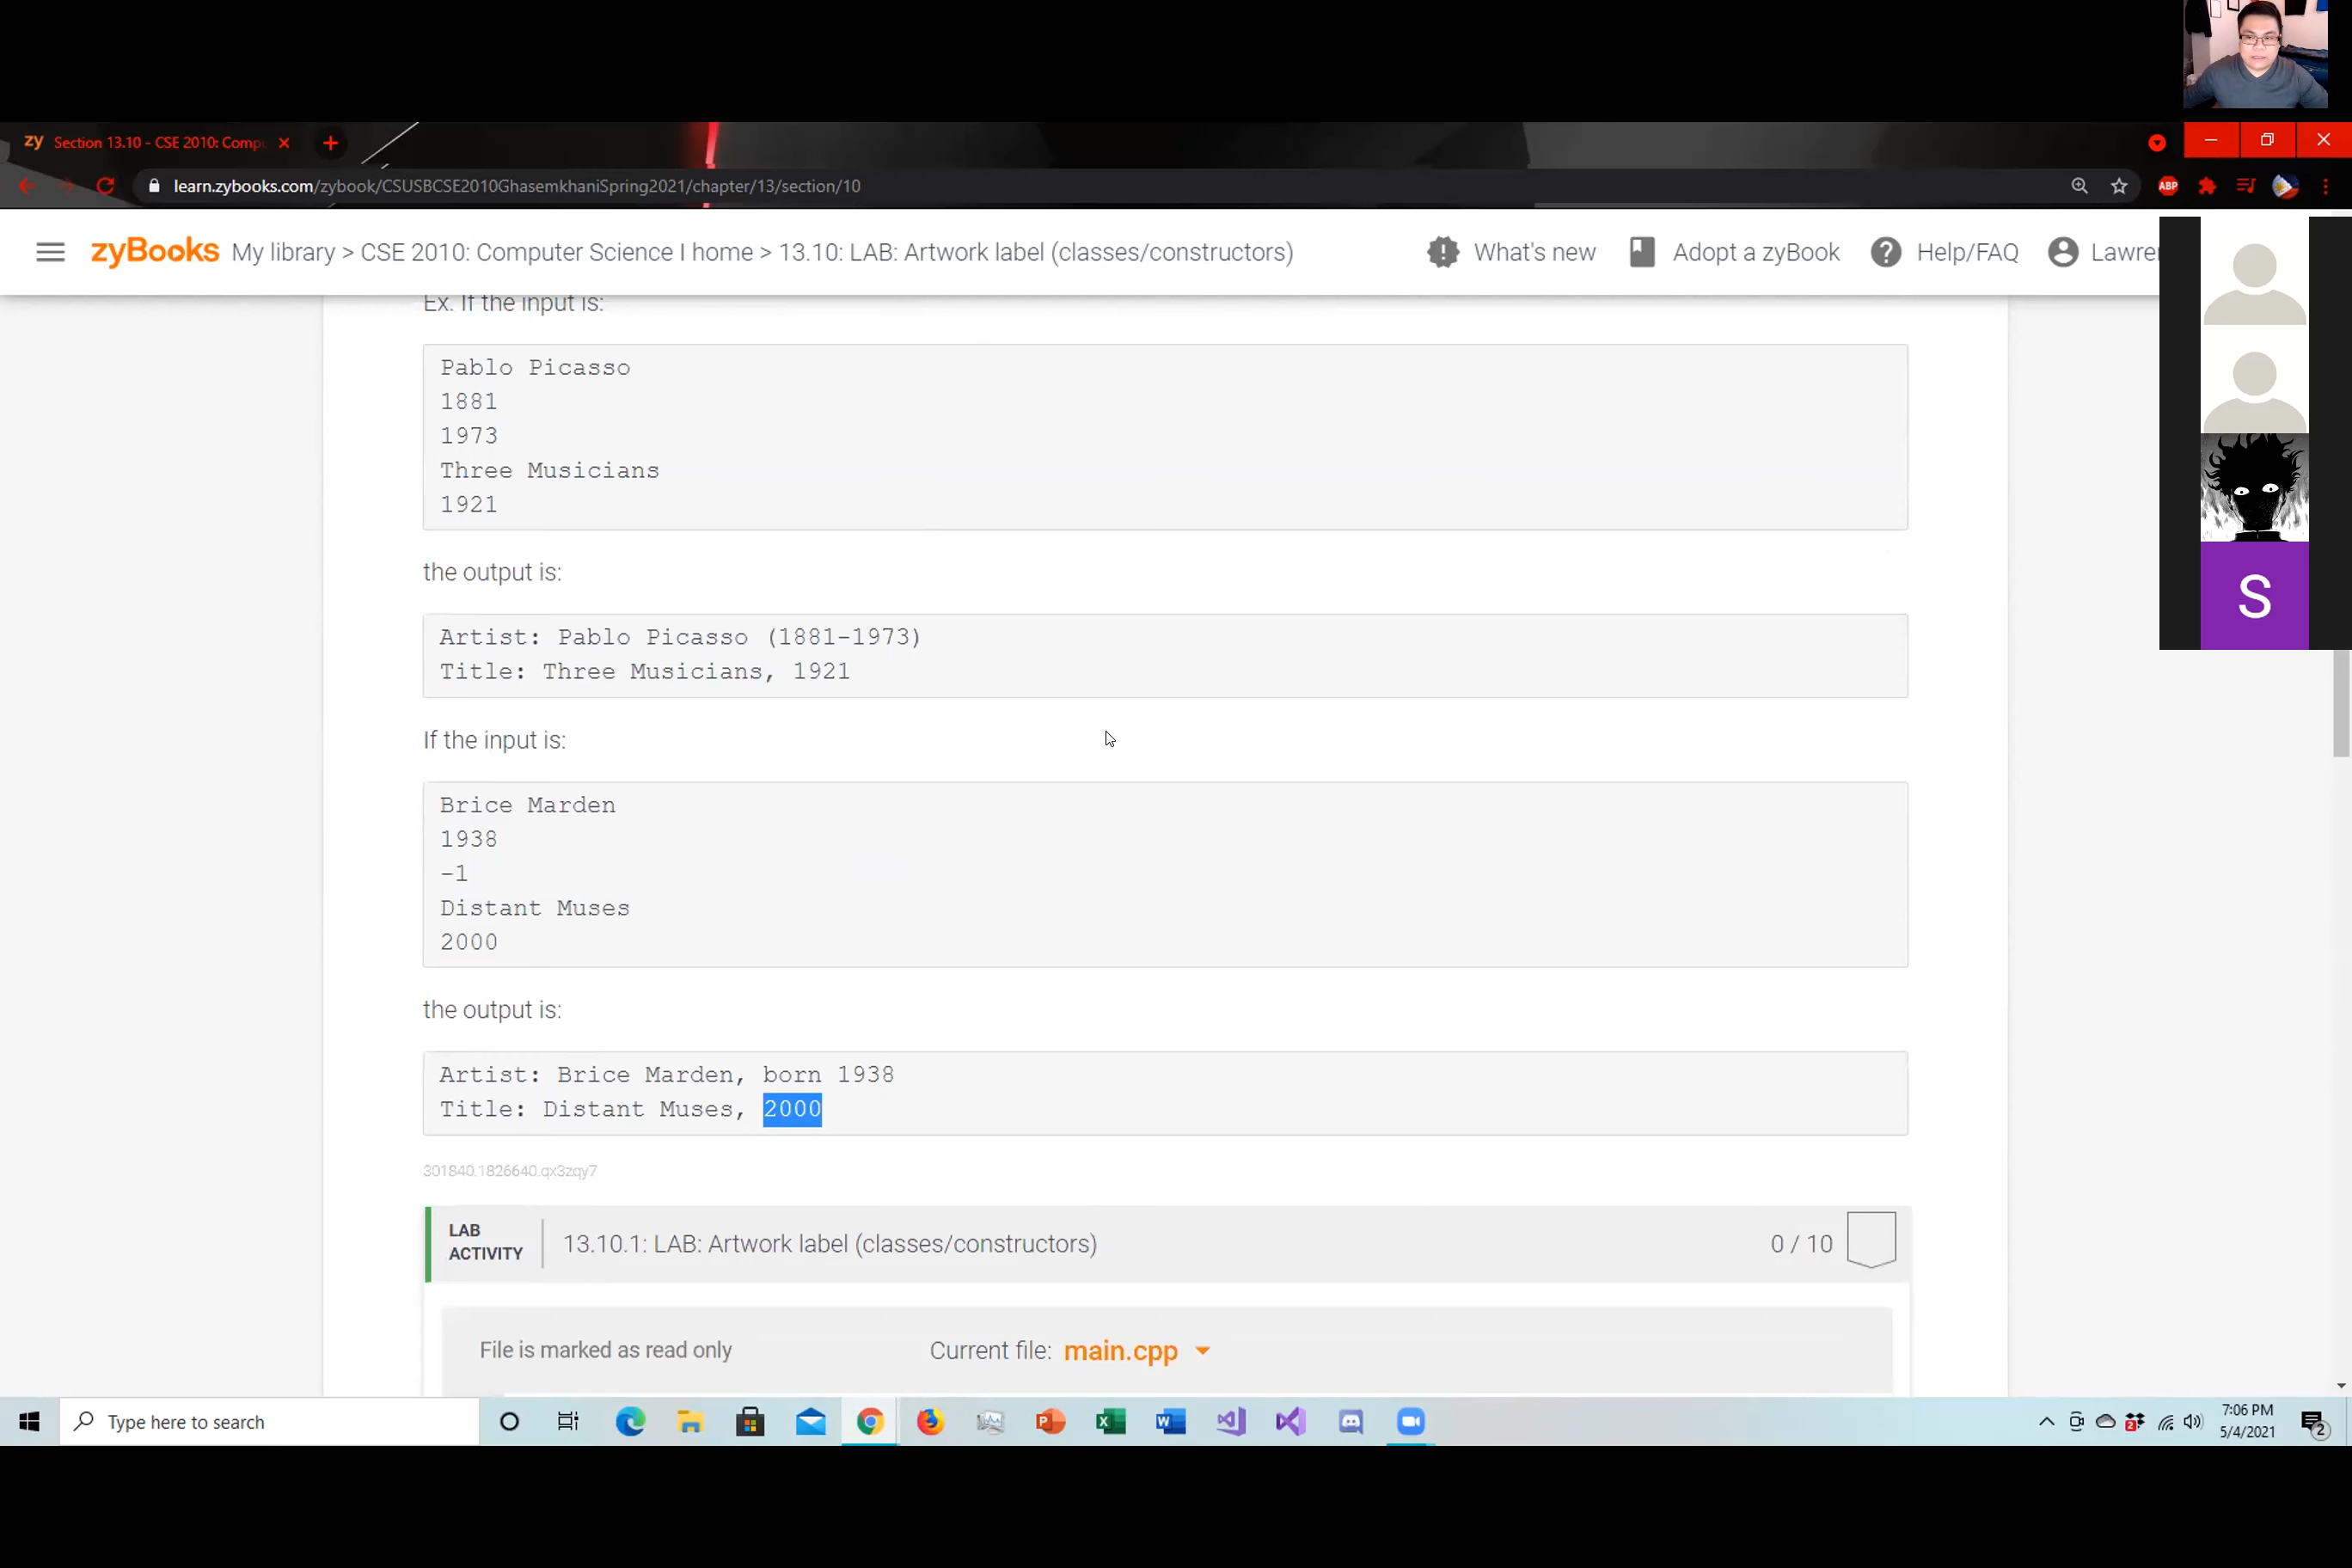 zy Section 13.10 - CSE 2010: Comp
learn.zybooks.com/zybook/CSUSBCSE2010GhasemkhaniSpring2021/chapter/13/section/10
ABP
zyBooks My library > CSE 2010: Computer Science I home > 13.10: LAB: Artwork label (classes/constructors)
What's new
Adopt a zyBook
Help/FAQ
Lawre
Ex. If the input is:
Pablo Picasso
1881
1973
Three Musicians
1921
the output is:
Artist: Pablo Picasso (1881-1973)
Title: Three Musicians, 1921
If the input is:
Brice Marden
1938
-1
Distant Muses
2000
the output is:
Artist: Brice Marden, born 1938
Title: Distant Muses, 2000
301840.1826640.qx3zqy7
LAB
ACTIVITY
13.10.1: LAB: Artwork label (classes/constructors)
0 / 10
File is marked as read only
Current file: main.cpp
S
Type here to search
7:06 PM
5/4/2021
2